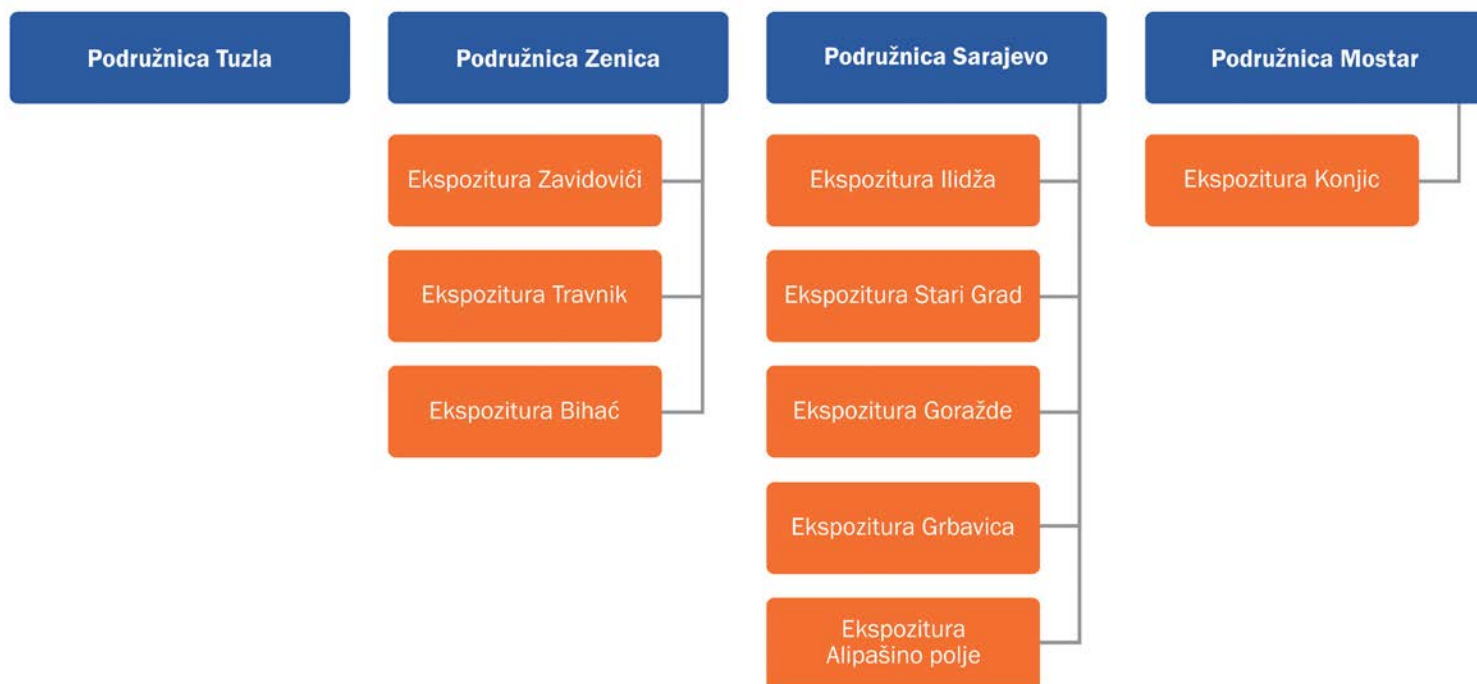 Podružnica Tuzla
Podružnica Zenica
Ekspozitura Zavidovići
Ekspozitura Travnik
Ekspozitura Bihać
Podružnica Sarajevo
Ekspozitura Ilidža
Ekspozitura Stari Grad
Ekspozitura Goražde
Ekspozitura Grbavica
Ekspozitura
Alipašino polje
Podružnica Mostar
Ekspozitura Konjic